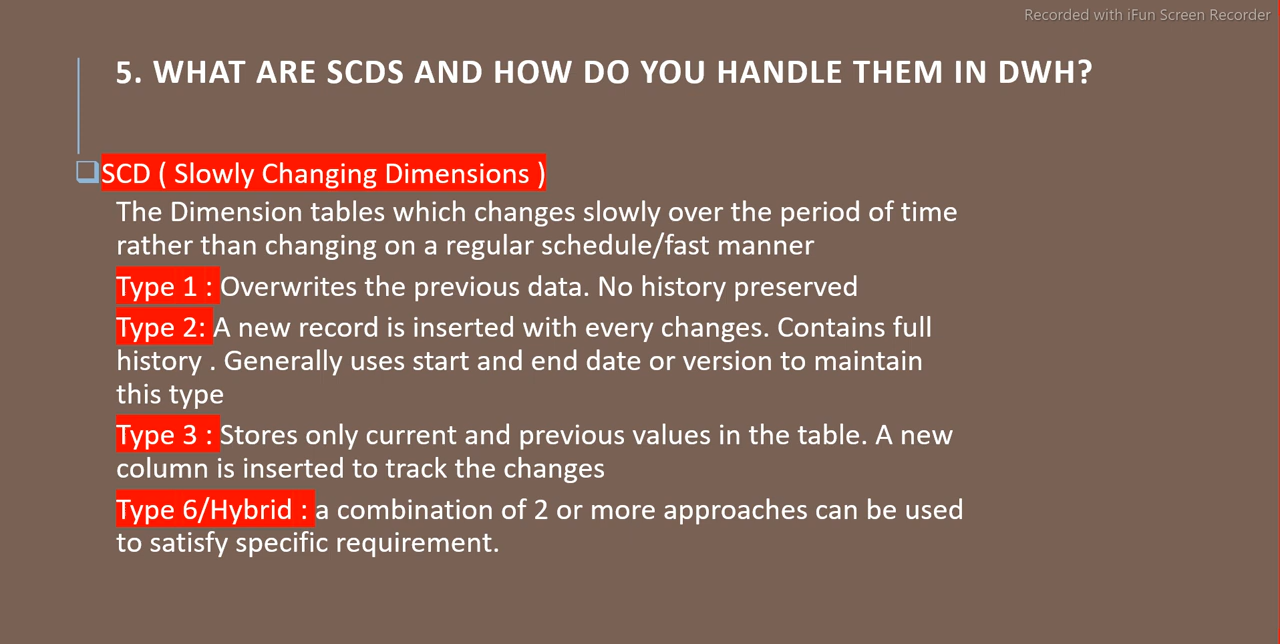 Recorded with iFun Screen Recorder
5. WHAT ARE SCDS AND HOW DO YOU HANDLE THEM IN DWH?
SCD ( Slowly Changing Dimensions )
The Dimension tables which changes slowly over the period of time
rather than changing on a regular schedule/fast manner
Type 1 : Overwrites the previous data. No history preserved
Type 2: A new record is inserted with every changes. Contains full
history . Generally uses start and end date or version to maintain
this type
Type 3 : Stores only current and previous values in the table. A new
column is inserted to track the changes
Type 6/Hybrid : a combination of 2 or more approaches can be used
to satisfy specific requirement.